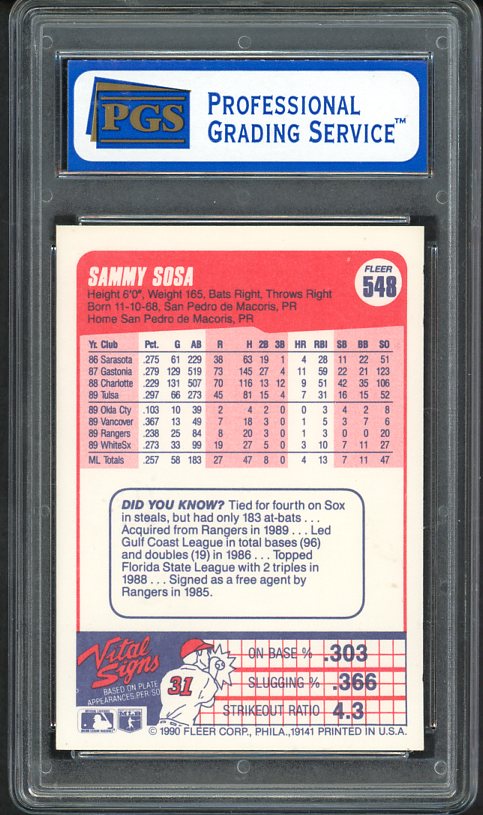 PGS
PROFESSIONAL
GRADING SERVICE™
SAMMY SOSA
FLEER
548
Height 6'0", Weight 165, Bats Right, Throws Right
Born 11-10-68, San Pedro de Macoris, PR
Home San Pedro de Macoris, PR
Yr. Club Pct. G AB R H 2B 3B HR RBI SB BB SO
86 Sarasota .275 61 229 38 63 19 1 4 28 11 22 51
87 Gastonia .279 129 519 73 145 27 4 11 59 22 21 123
88 Charlotte .229 131 507 70 116 13 12 9 51 42 35 106
89 Tulsa .297 66 273 45 81 15 4 7 31 16 15 52
89 Okla Cty .103 10 39 2 4 2 0 0 3 4 2 8
89 Vancover .367 13 49 7 18 3 0 1 5 3 7 6
89 Rangers .238 25 84 8 20 3 0 1 3 0 0 20
89 WhiteSx .273 33 99 19 27 5 0 3 10 7 11 27
ML Totals .257 58 183 27 47 8 0 4 13 7 11 47
DID YOU KNOW? Tied for fourth on Sox
in steals, but had only 183 at-bats . . .
Acquired from Rangers in 1989 . . . Led
Gulf Coast League in total bases (96)
and doubles (19) in 1986 . . . Topped
Florida State League with 2 triples in
1988 . . . Signed as a free agent by
Rangers in 1985.
Vital
Signs
BASED ON PLATE
APPEARANCES PER SO
31
ON BASE % .303
SLUGGING % .366
STRIKEOUT RATIO 4.3
© 1990 FLEER CORP., PHILA., 19141 PRINTED IN U.S.A.